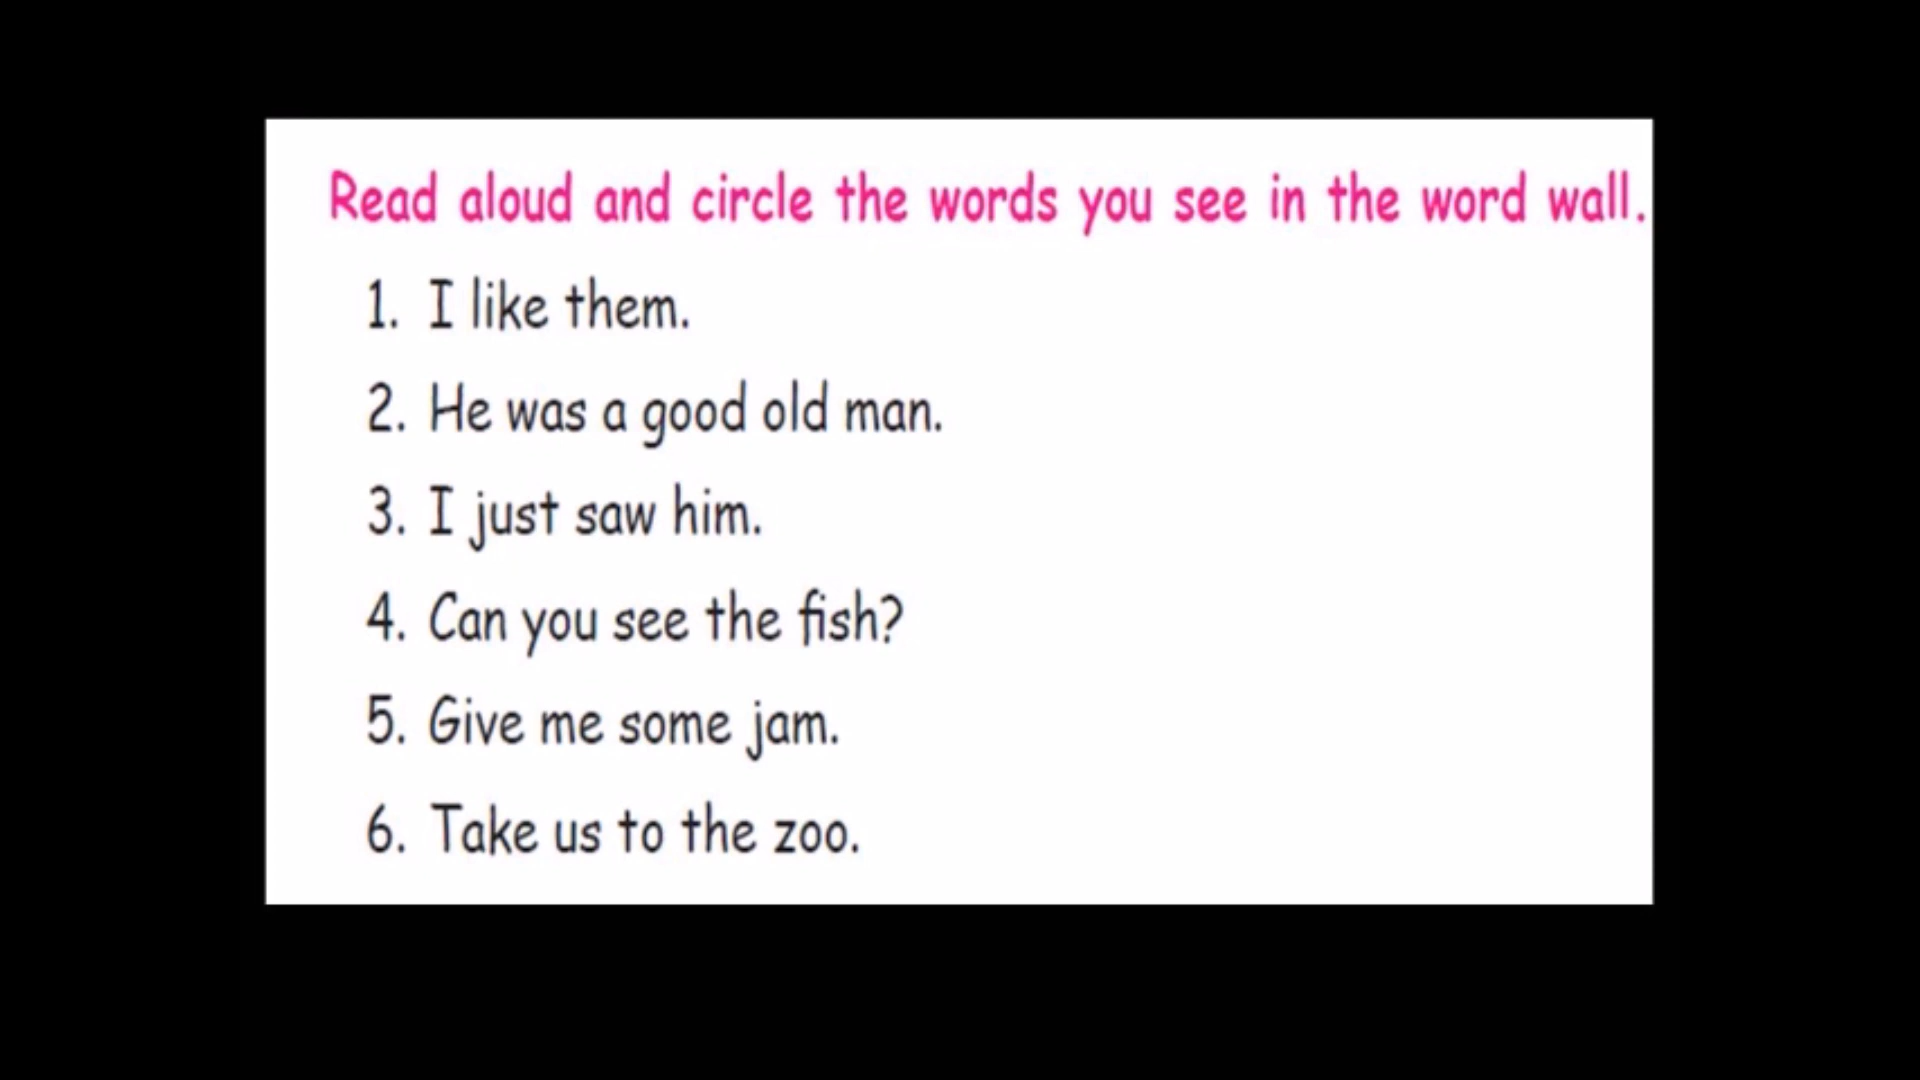 Read aloud and circle the words you see in the word wall.
1. I like them.
2. He was a good old man.
3. I just saw him.
4. Can you see the fish?
5. Give me some jam.
6. Take us to the zoo.